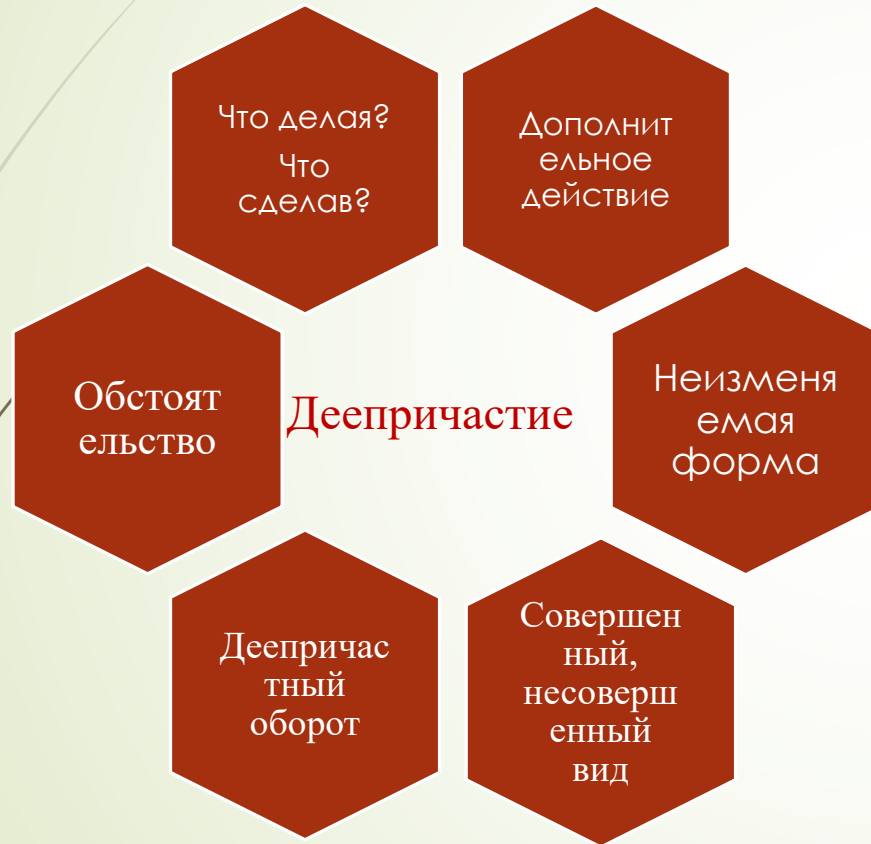 Что делая?
Что
сделав?
Дополнит
ельное
действие
Обстоят
ельство
Деепричастие
Неизменя
емая
форма
Деепричас
тный
оборот
Совершен
ный,
несоверш
енный
вид